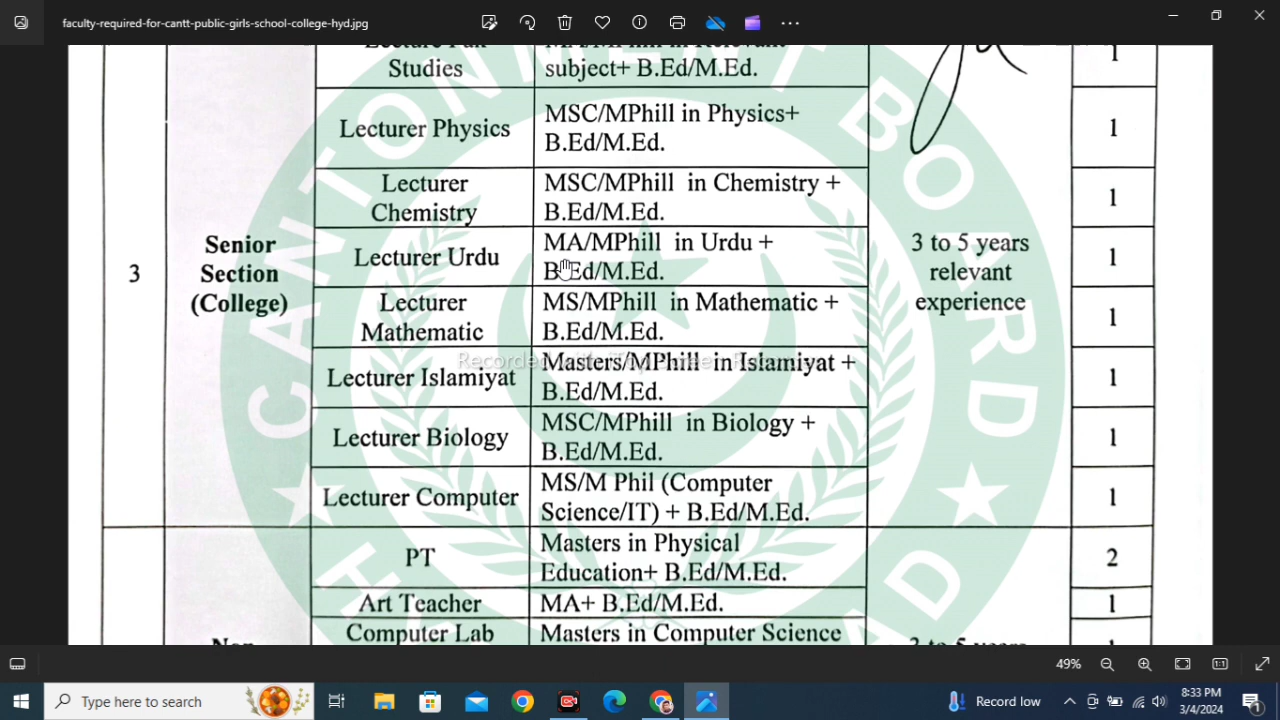 faculty-required-for-cantt-public-girls-school-college-hyd.jpg
Studies
subject+ B.Ed/M.Ed.
1
Lecturer Physics
MSC/MPhill in Physics+
B.Ed/M.Ed.
1
Lecturer
Chemistry
MSC/MPhill in Chemistry +
B.Ed/M.Ed.
1
3
Senior
Section
(College)
Lecturer Urdu
MA/MPhill in Urdu +
B.Ed/M.Ed.
3 to 5 years
relevant
experience
1
Lecturer
Mathematic
MS/MPhill in Mathematic +
B.Ed/M.Ed.
1
Lecturer Islamiyat
Masters/MPhill in Islamiyat +
B.Ed/M.Ed.
1
Lecturer Biology
MSC/MPhill in Biology +
B.Ed/M.Ed.
1
Lecturer Computer
MS/M Phil (Computer
Science/IT) + B.Ed/M.Ed.
1
PT
Masters in Physical
Education+ B.Ed/M.Ed.
2
Art Teacher
MA+ B.Ed/M.Ed.
1
Computer Lab
Masters in Computer Science
CANTONMENT BOARD
Recorded with
49%
Type here to search
Record low
8:33 PM
3/4/2024
1